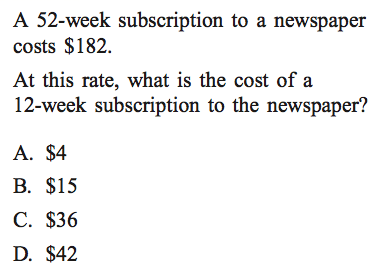 A 52-week subscription to a newspaper
costs $182.
At this rate, what is the cost of a
12-week subscription to the newspaper?
A. $4
B. $15
C. $36
D. $42